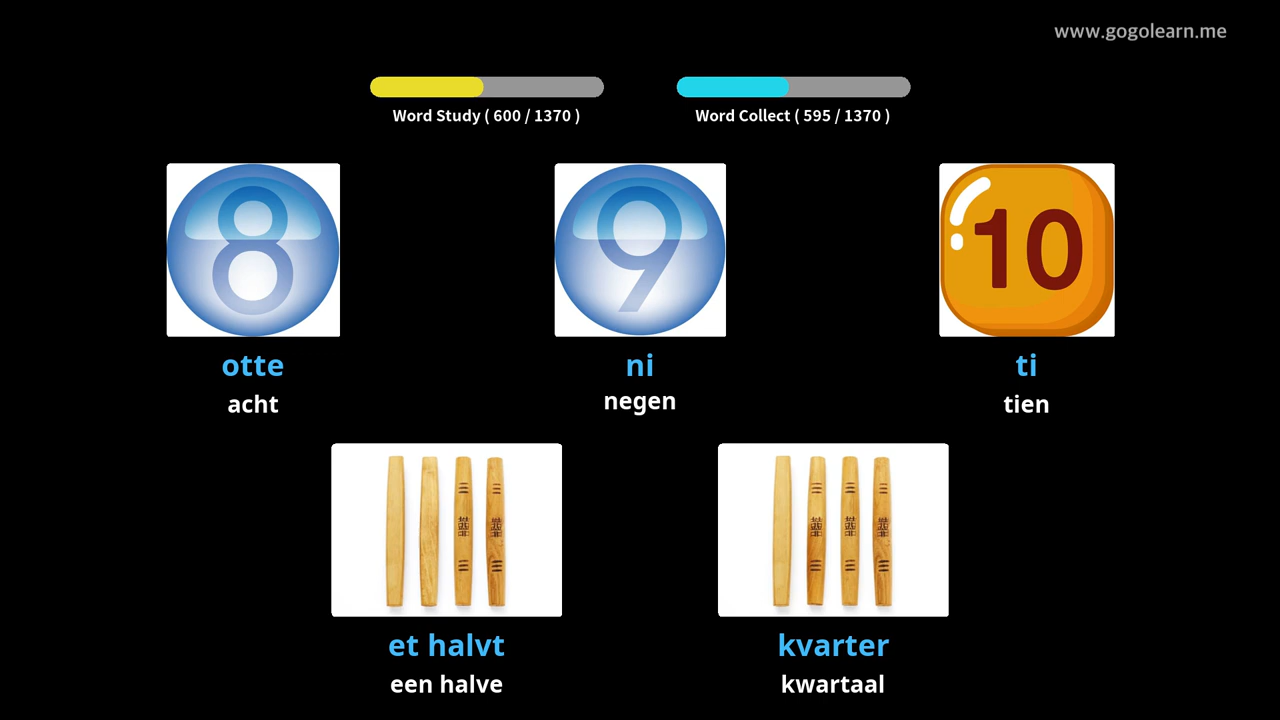 www.gogolearn.me
Word Study ( 600 / 1370 )
Word Collect ( 595 / 1370 )
8
9
10
otte
ni
ti
acht
negen
tien
et halvt
kvarter
een halve
kwartaal